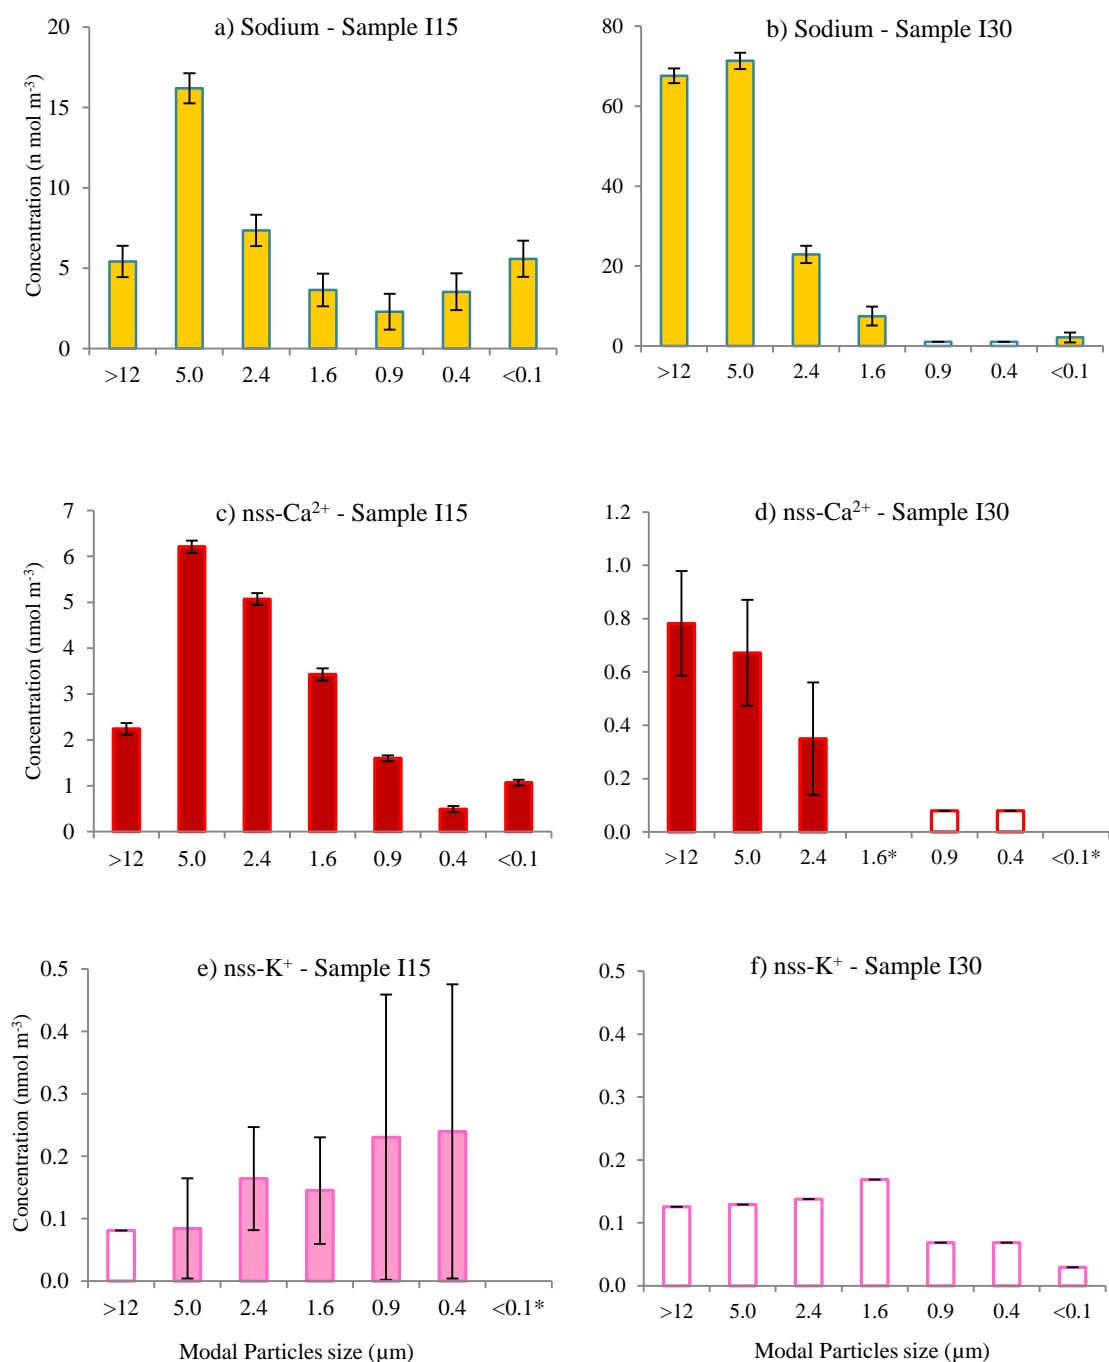 a) Sodium - Sample I15
Concentration (n mol m-3)
20
15
10
5
0
>12 5.0 2.4 1.6 0.9 0.4 <0.1
b) Sodium - Sample I30
80
60
40
20
0
>12 5.0 2.4 1.6 0.9 0.4 <0.1
c) nss-Ca2+ - Sample I15
Concentration (nmol m-3)
7
6
5
4
3
2
1
0
>12 5.0 2.4 1.6 0.9 0.4 <0.1
d) nss-Ca2+ - Sample I30
1.2
1.0
0.8
0.6
0.4
0.2
0.0
>12 5.0 2.4 1.6* 0.9 0.4 <0.1*
e) nss-K+ - Sample I15
Concentration (nmol m-3)
0.5
0.4
0.3
0.2
0.1
0.0
>12 5.0 2.4 1.6 0.9 0.4 <0.1*
Modal Particles size (µm)
f) nss-K+ - Sample I30
0.5
0.4
0.3
0.2
0.1
0.0
>12 5.0 2.4 1.6 0.9 0.4 <0.1
Modal Particles size (µm)